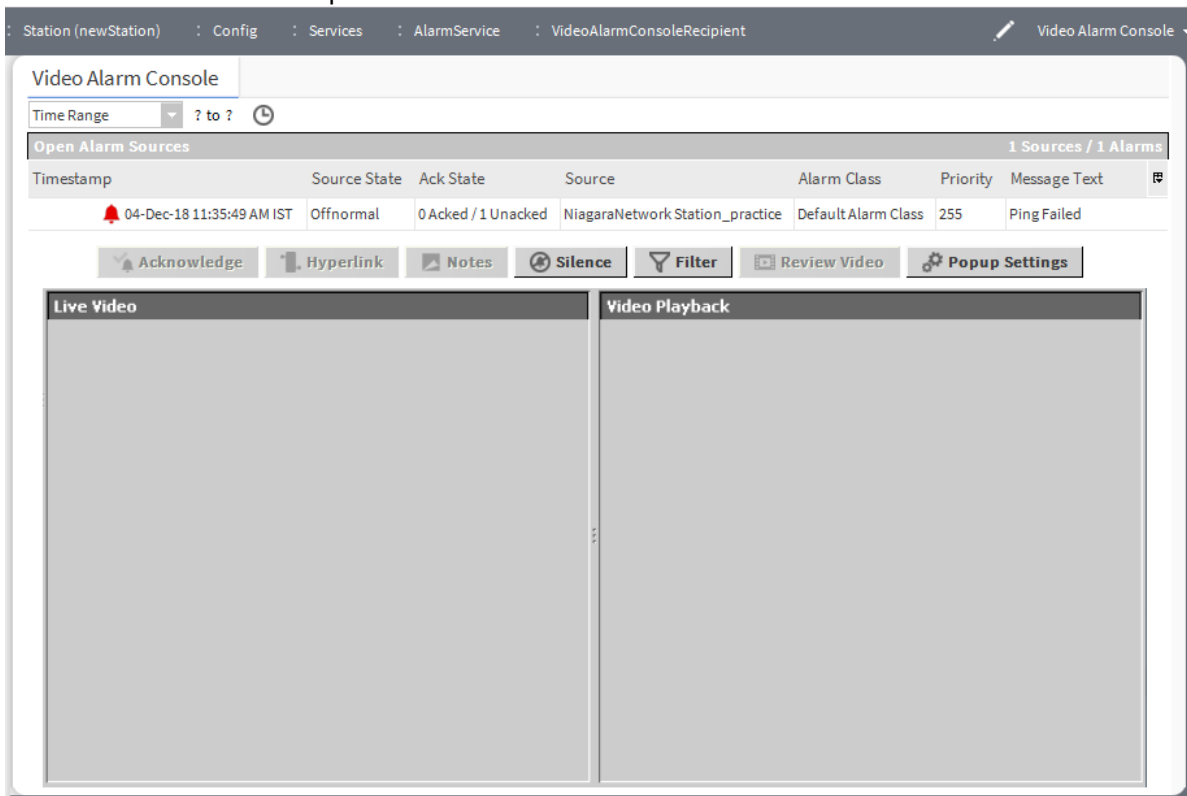 : Station (newStation) : Config : Services : AlarmService : VideoAlarmConsoleRecipient Video Alarm Console
Video Alarm Console
Time Range ? to ?
Open Alarm Sources 1 Sources / 1 Alarms
Timestamp Source State Ack State Source Alarm Class Priority Message Text
04-Dec-18 11:35:49 AM IST Offnormal 0 Acked / 1 Unacked NiagaraNetwork Station_practice Default Alarm Class 255 Ping Failed
Acknowledge Hyperlink Notes Silence Filter Review Video Popup Settings
Live Video Video Playback